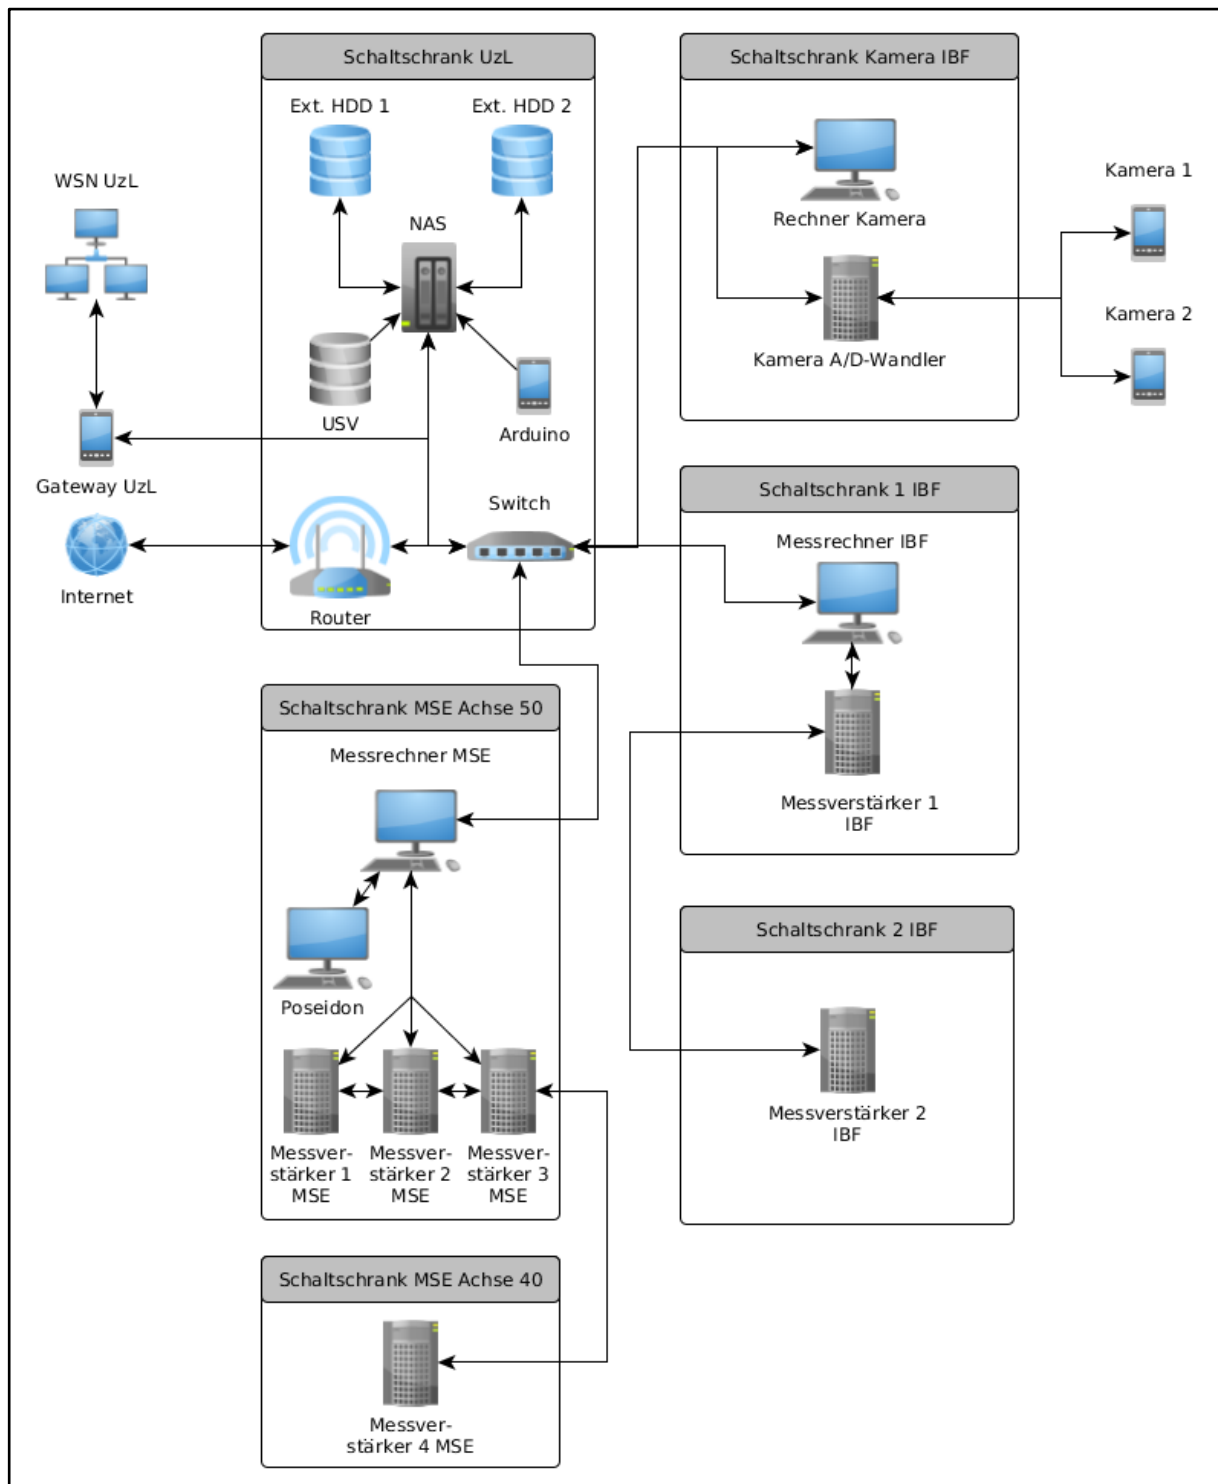 Schaltschrank UzL
Ext. HDD 1
Ext. HDD 2
NAS
USV
Arduino
Switch
Router
WSN UzL
Gateway UzL
Internet
Schaltschrank Kamera IBF
Rechner Kamera
Kamera A/D-Wandler
Kamera 1
Kamera 2
Schaltschrank 1 IBF
Messrechner IBF
Messverstärker 1
IBF
Schaltschrank MSE Achse 50
Messrechner MSE
Poseidon
Messver-
stärker 1
MSE
Messver-
stärker 2
MSE
Messver-
stärker 3
MSE
Schaltschrank 2 IBF
Messverstärker 2
IBF
Schaltschrank MSE Achse 40
Messver-
stärker 4 MSE